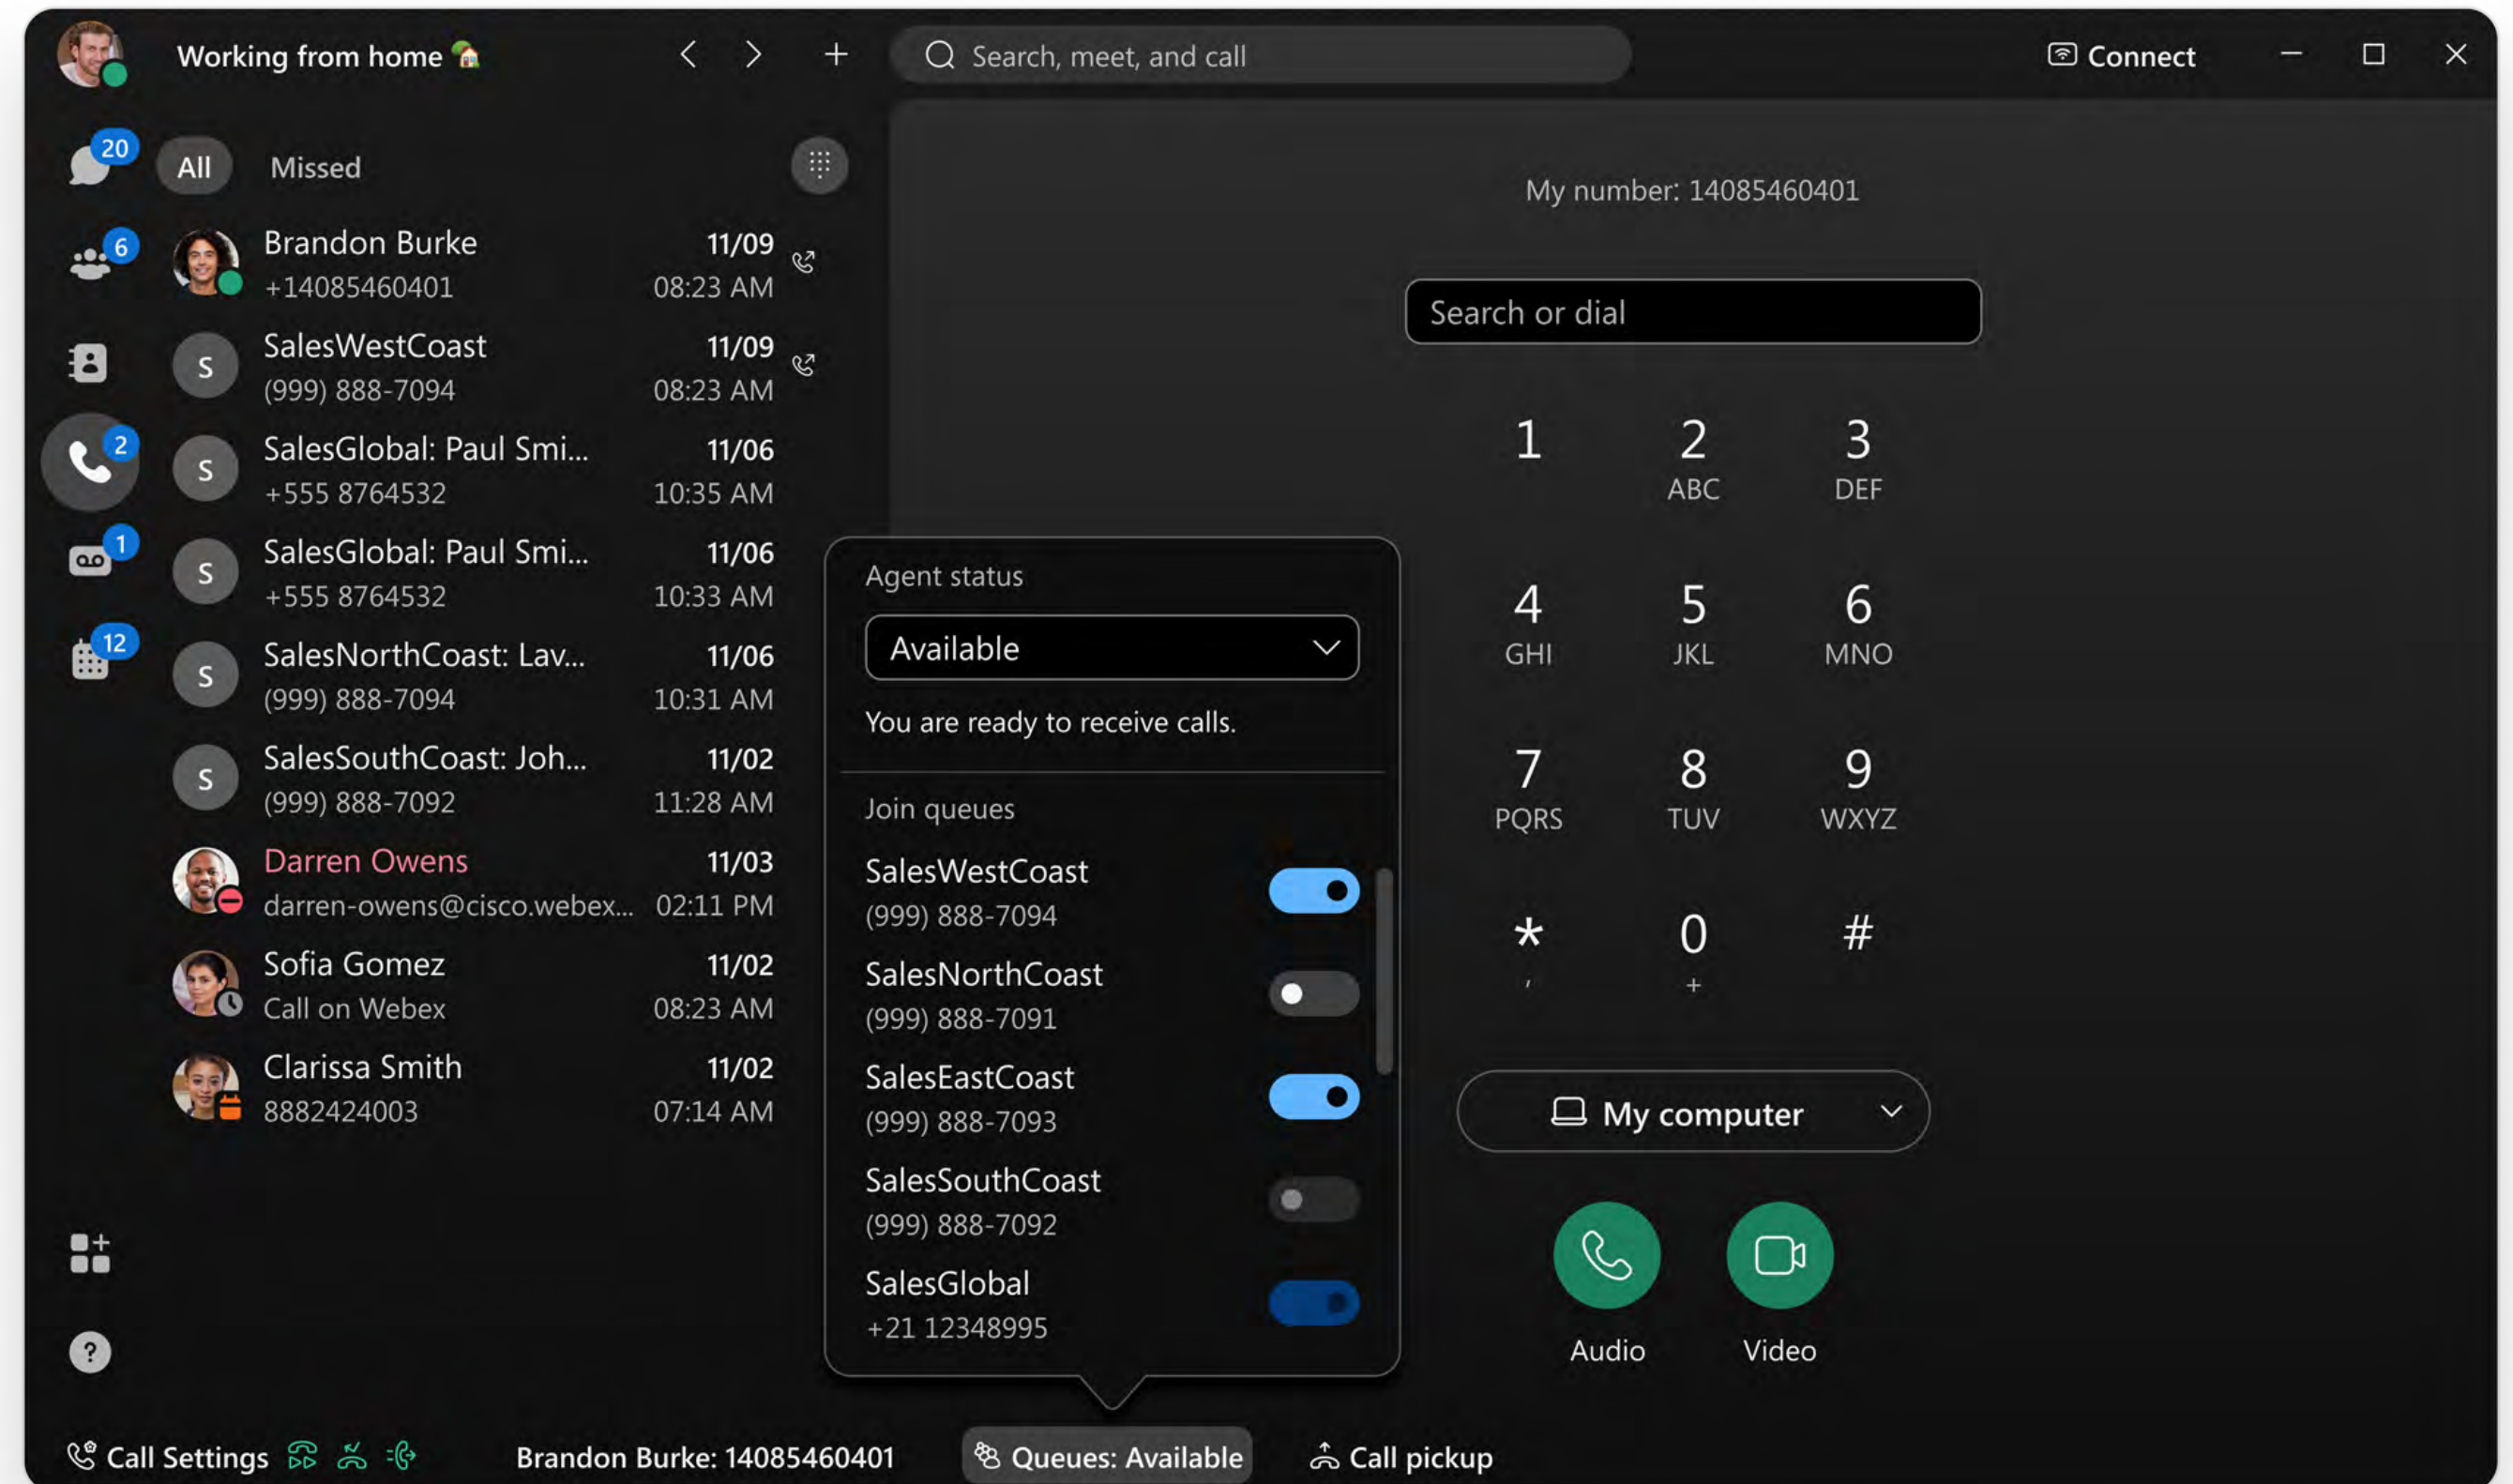 Working from home
Search, meet, and call
Connect
20
All
Missed
6
Brandon Burke
11/09
+14085460401
08:23 AM
S
SalesWestCoast
11/09
(999) 888-7094
08:23 AM
2
S
SalesGlobal: Paul Smi...
11/06
+555 8764532
10:35 AM
1
S
SalesGlobal: Paul Smi...
11/06
+555 8764532
10:33 AM
12
S
SalesNorthCoast: Lav...
11/06
(999) 888-7094
10:31 AM
S
SalesSouthCoast: Joh...
11/02
(999) 888-7092
11:28 AM
Darren Owens
11/03
darren-owens@cisco.webex...
02:11 PM
Sofia Gomez
11/02
Call on Webex
08:23 AM
Clarissa Smith
11/02
8882424003
07:14 AM
?
Agent status
Available
You are ready to receive calls.
Join queues
SalesWestCoast
(999) 888-7094
SalesNorthCoast
(999) 888-7091
SalesEastCoast
(999) 888-7093
SalesSouthCoast
(999) 888-7092
SalesGlobal
+21 12348995
My number: 14085460401
Search or dial
1 2 3
ABC DEF
4 5 6
GHI JKL MNO
7 8 9
PQRS TUV WXYZ
* 0 #
, +
My computer
Audio Video
Call Settings
Brandon Burke: 14085460401
Queues: Available
Call pickup